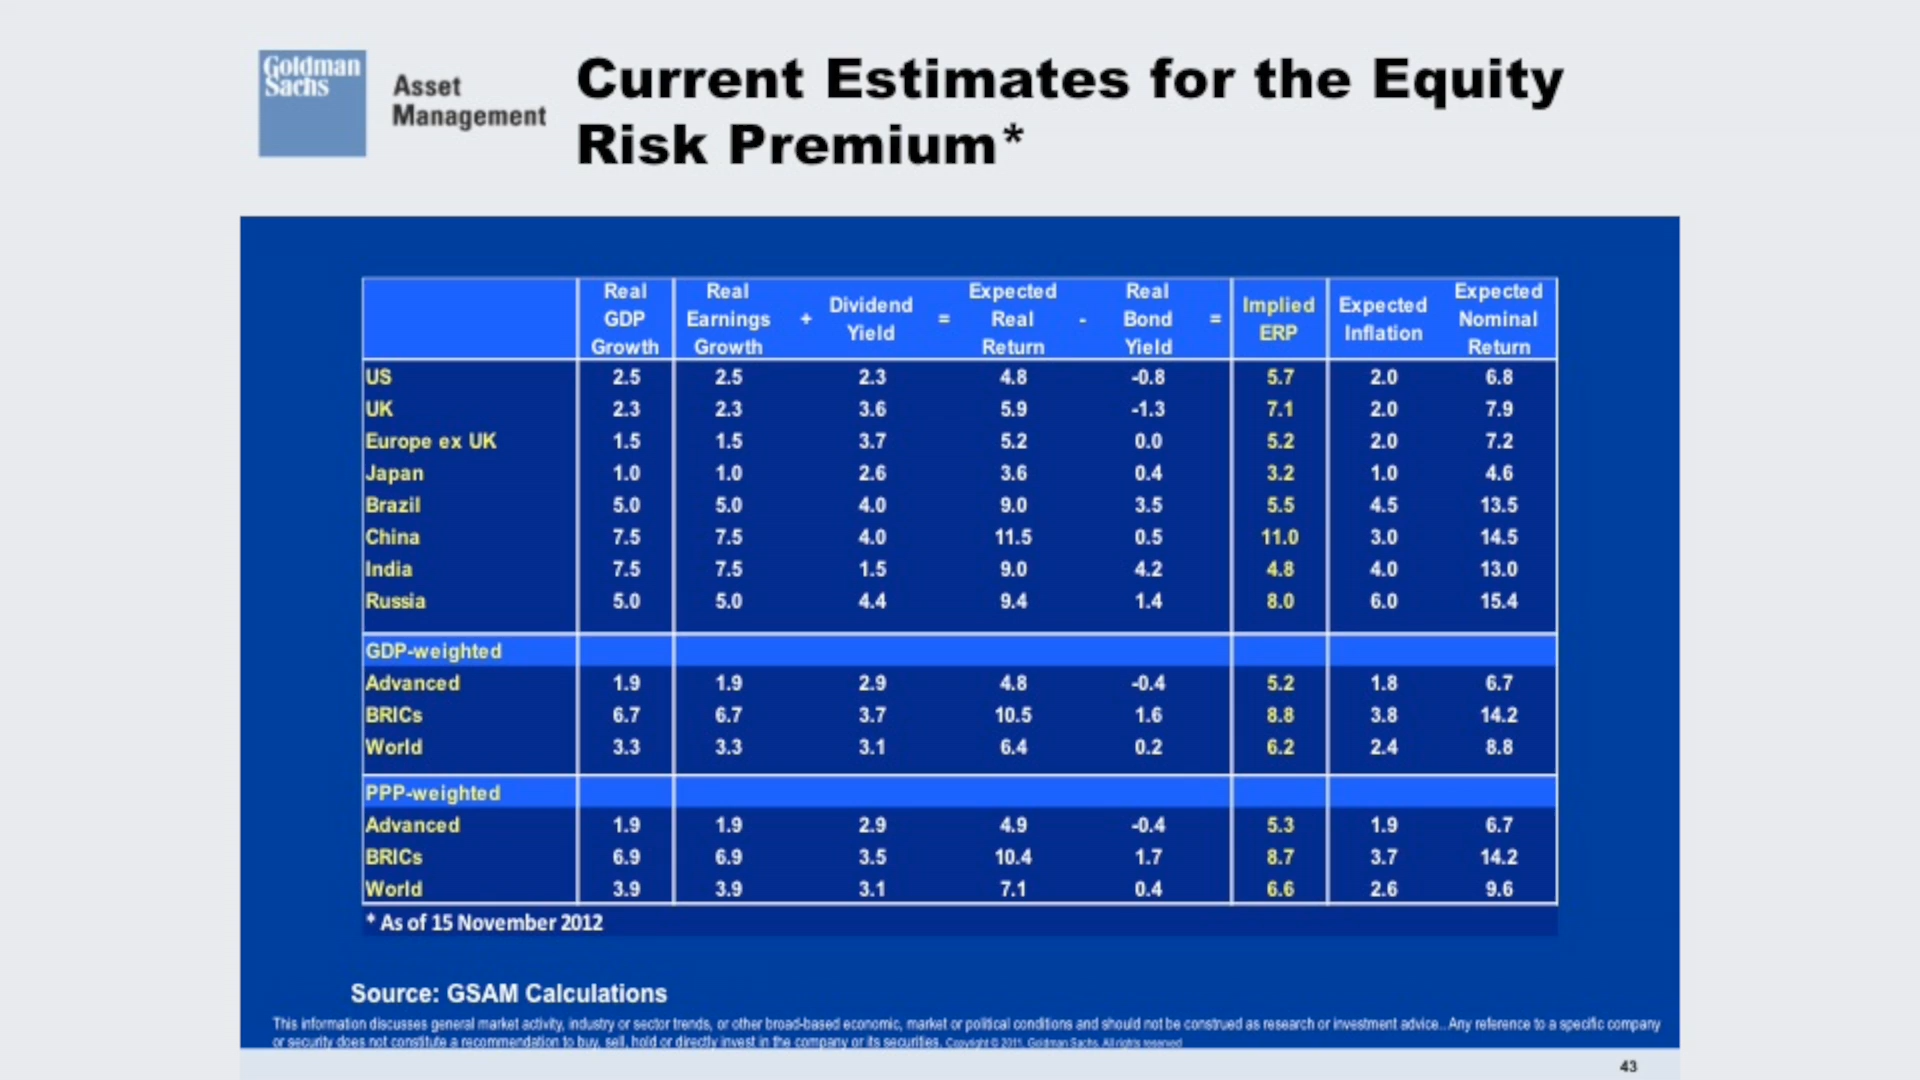 Goldman
Sachs
Asset
Management
Current Estimates for the Equity
Risk Premium*
Real GDP Growth Real Earnings Growth + Dividend Yield = Expected Real Return - Real Bond Yield = Implied ERP Expected Inflation Expected Nominal Return
US 2.5 2.5 2.3 4.8 -0.8 5.7 2.0 6.8
UK 2.3 2.3 3.6 5.9 -1.3 7.1 2.0 7.9
Europe ex UK 1.5 1.5 3.7 5.2 0.0 5.2 2.0 7.2
Japan 1.0 1.0 2.6 3.6 0.4 3.2 1.0 4.6
Brazil 5.0 5.0 4.0 9.0 3.5 5.5 4.5 13.5
China 7.5 7.5 4.0 11.5 0.5 11.0 3.0 14.5
India 7.5 7.5 1.5 9.0 4.2 4.8 4.0 13.0
Russia 5.0 5.0 4.4 9.4 1.4 8.0 6.0 15.4
GDP-weighted
Advanced 1.9 1.9 2.9 4.8 -0.4 5.2 1.8 6.7
BRICs 6.7 6.7 3.7 10.5 1.6 8.8 3.8 14.2
World 3.3 3.3 3.1 6.4 0.2 6.2 2.4 8.8
PPP-weighted
Advanced 1.9 1.9 2.9 4.9 -0.4 5.3 1.9 6.7
BRICs 6.9 6.9 3.5 10.4 1.7 8.7 3.7 14.2
World 3.9 3.9 3.1 7.1 0.4 6.6 2.6 9.6
* As of 15 November 2012
Source: GSAM Calculations
This information discusses general market activity, industry or sector trends, or other broad-based economic, market or political conditions and should not be construed as research or investment advice.. Any reference to a specific company
or security does not constitute a recommendation to buy, sell, hold or directly invest in the company or its securities. Copyright © 2011. Goldman Sachs. All rights reserved
43